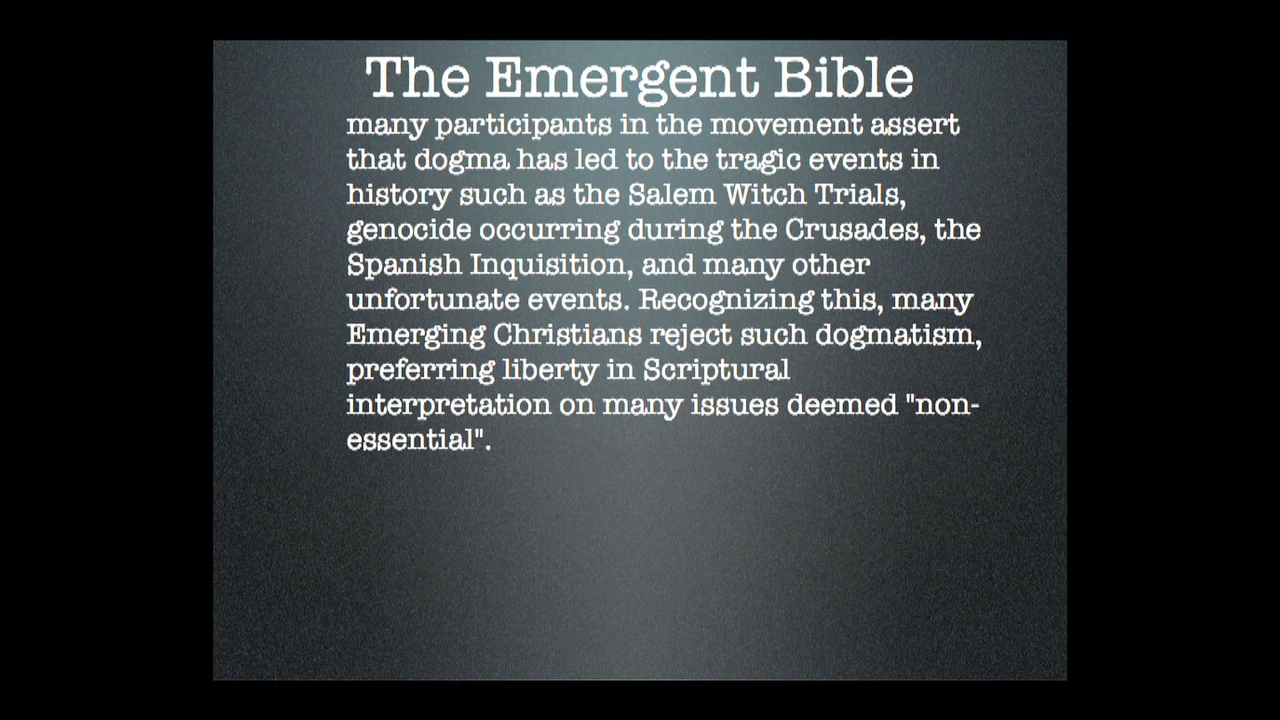 The Emergent Bible
many participants in the movement assert
that dogma has led to the tragic events in
history such as the Salem Witch Trials,
genocide occurring during the Crusades, the
Spanish Inquisition, and many other
unfortunate events. Recognizing this, many
Emerging Christians reject such dogmatism,
preferring liberty in Scriptural
interpretation on many issues deemed "non-
essential".